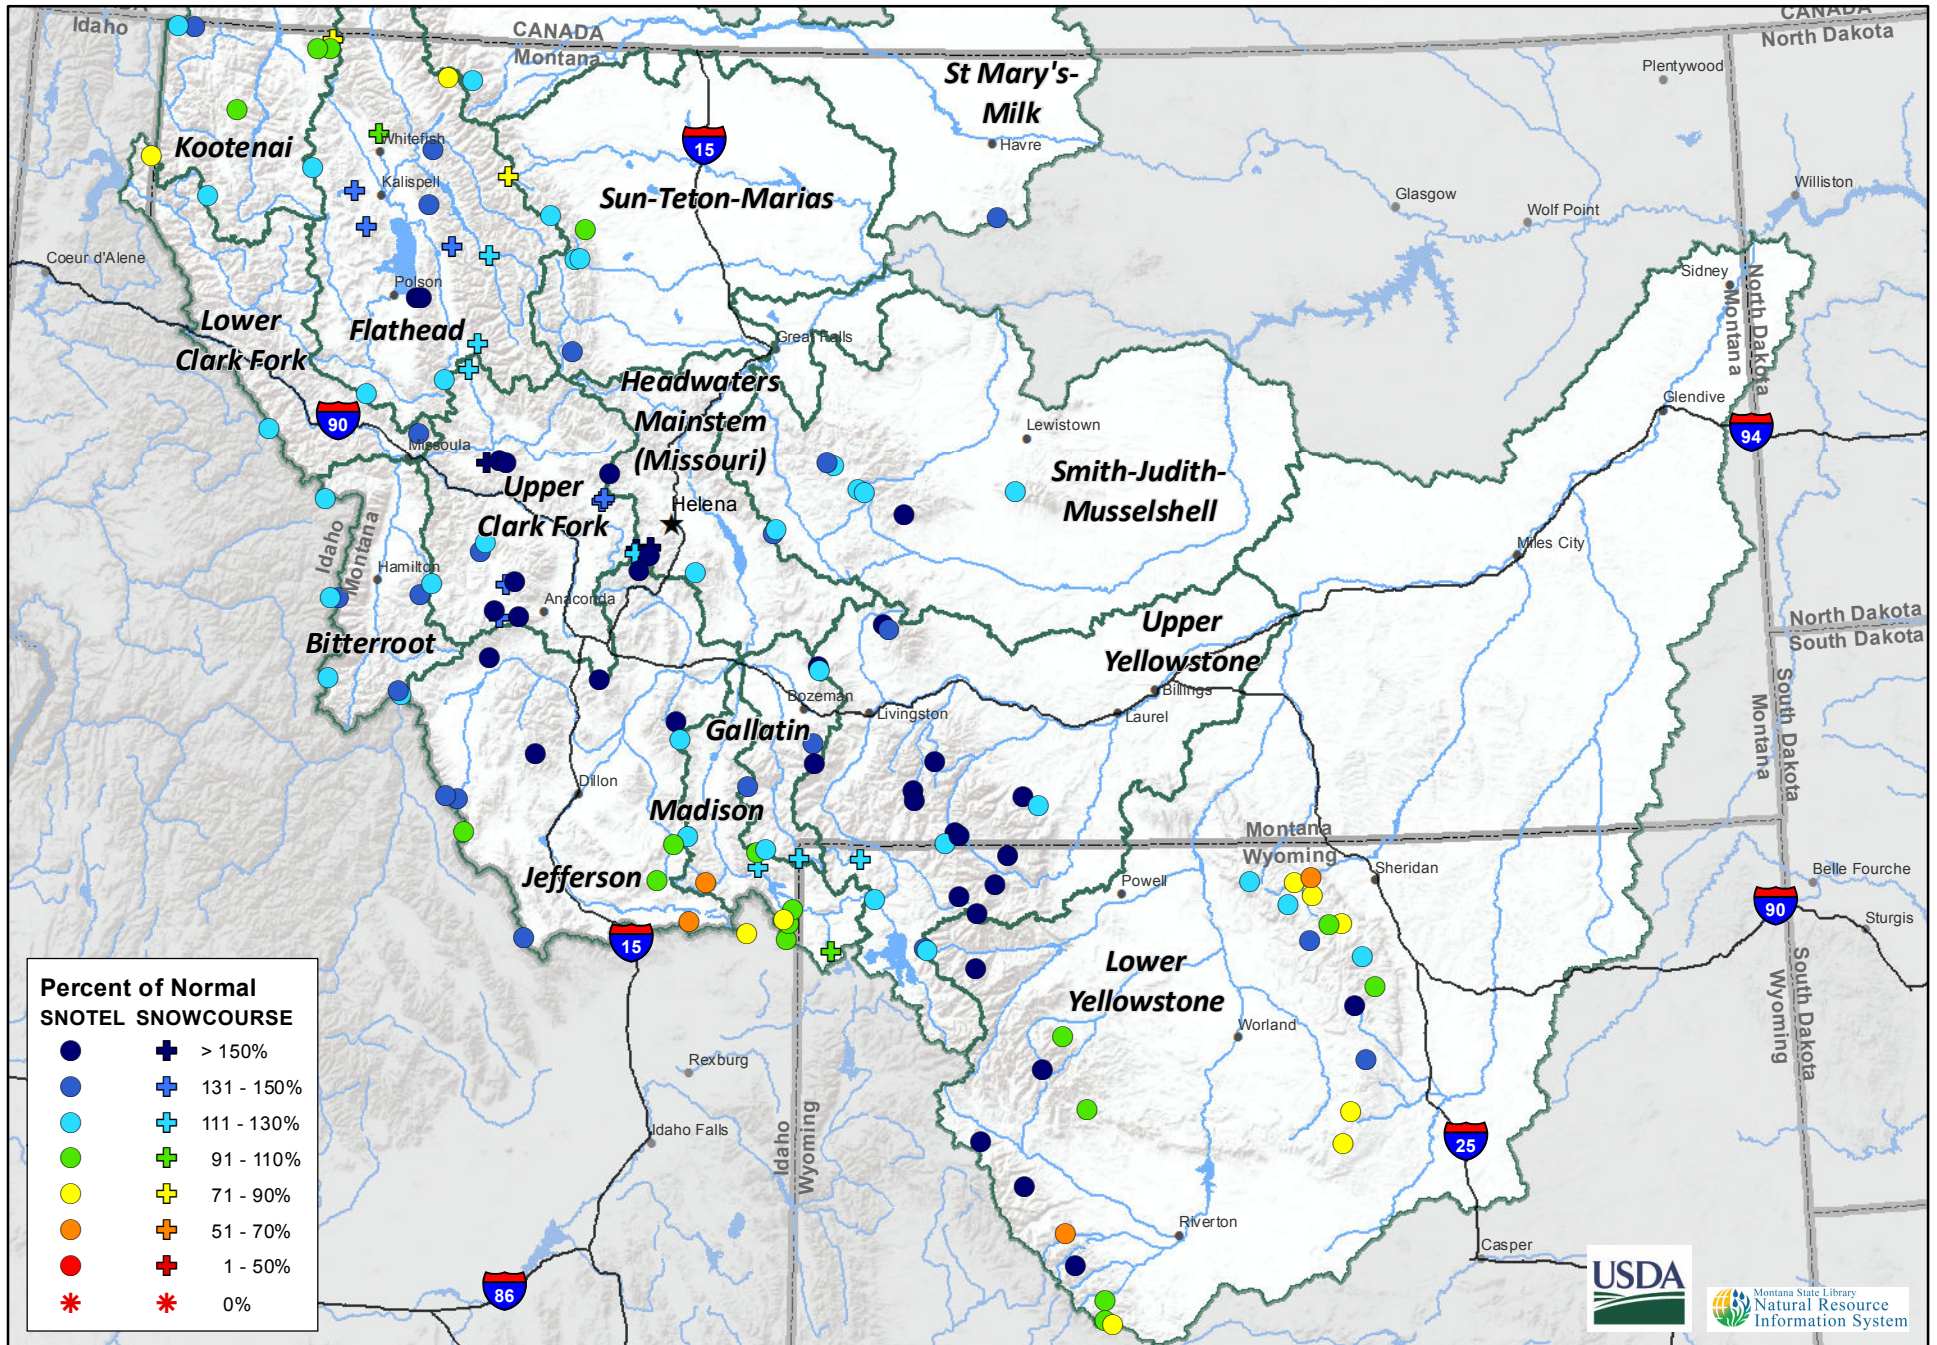 CANADA
Idaho
CANADA
Montana
CANADA
North Dakota
St Mary's-
Milk
Plentywood
15
Havre
Kootenai
Whitefish
Kalispell
Sun-Teton-Marias
Glasgow
Wolf Point
Williston
Cœur d'Alene
Polson
Sidney
North Dakota
Montana
Lower
Clark Fork
Flathead
Great Falls
Headwaters
Mainstem
(Missouri)
90
Missoula
Lewistown
Glendive
94
Upper
Clark Fork
Helena
Smith-Judith-
Musselshell
Idaho
Montana
Hamilton
Anaconda
Miles City
Bitterroot
Upper
Yellowstone
North Dakota
South Dakota
Bozeman
Livingston
Billings
Laurel
Gallatin
South Dakota
Montana
Dillon
Madison
Montana
Wyoming
Jefferson
Powell
Sheridan
Belle Fourche
90
Sturgis
15
Lower
Yellowstone
South Dakota
Wyoming
Worland
Rexburg
Idaho Falls
Idaho
Wyoming
25
Riverton
Casper
86
Percent of Normal
SNOTEL SNOWCOURSE
> 150%
131 - 150%
111 - 130%
91 - 110%
71 - 90%
51 - 70%
1 - 50%
0%
USDA
Montana State Library
Natural Resource
Information System